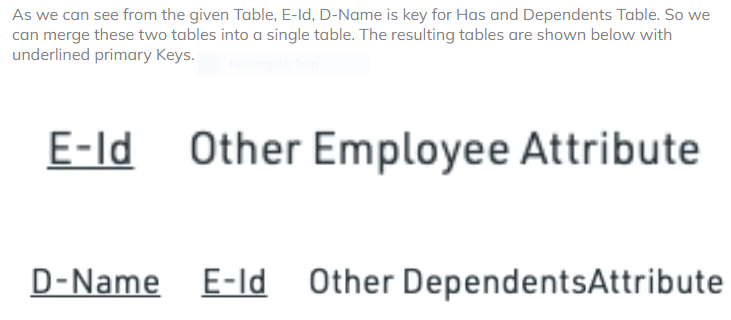 As we can see from the given Table, E-Id, D-Name is key for Has and Dependents Table. So we
can merge these two tables into a single table. The resulting tables are shown below with
underlined primary Keys.
Rectangular Snip
E-Id Other Employee Attribute
D-Name E-Id Other DependentsAttribute